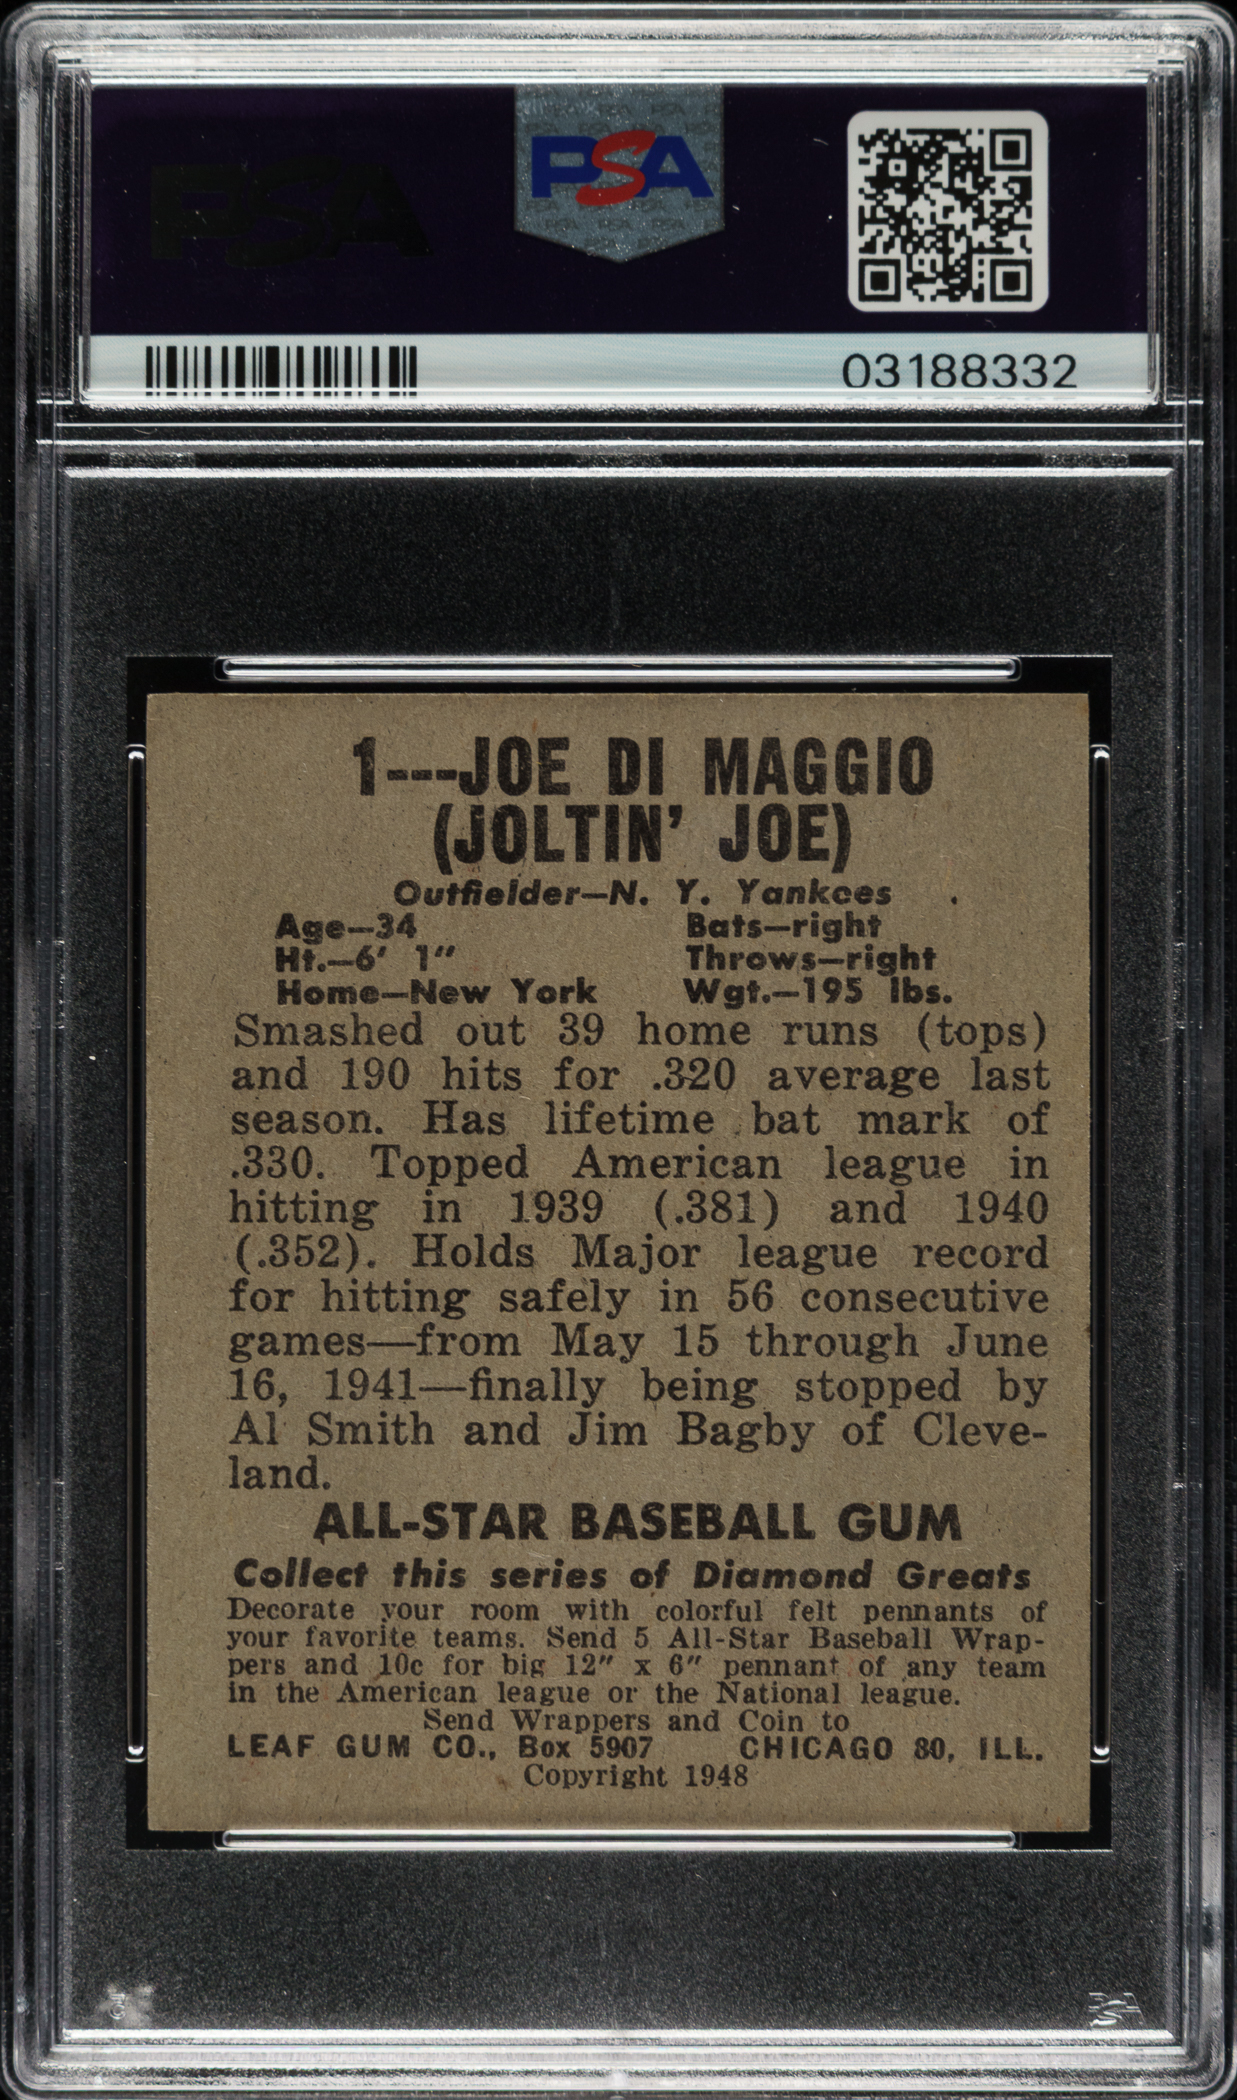 PSA
PSA
03188332
1---JOE DI MAGGIO
(JOLTIN' JOE)
Outfielder—N. Y. Yankees
Age—34 Bats—right
Ht.—6' 1" Throws—right
Home—New York Wgt.—195 lbs.
Smashed out 39 home runs (tops)
and 190 hits for .320 average last
season. Has lifetime bat mark of
.330. Topped American league in
hitting in 1939 (.381) and 1940
(.352). Holds Major league record
for hitting safely in 56 consecutive
games—from May 15 through June
16, 1941—finally being stopped by
Al Smith and Jim Bagby of Cleve-
land.
ALL-STAR BASEBALL GUM
Collect this series of Diamond Greats
Decorate your room with colorful felt pennants of
your favorite teams. Send 5 All-Star Baseball Wrap-
pers and 10c for big 12" x 6" pennant of any team
in the American league or the National league.
Send Wrappers and Coin to
LEAF GUM CO., Box 5907 CHICAGO 80, ILL.
Copyright 1948
PSA